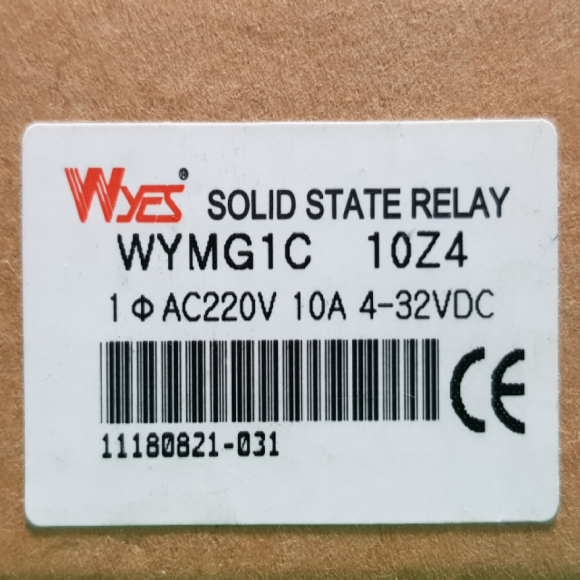 WYES® SOLID STATE RELAY
WYMG1C 10Z4
1 Φ AC220V 10A 4-32VDC
CE
11180821-031